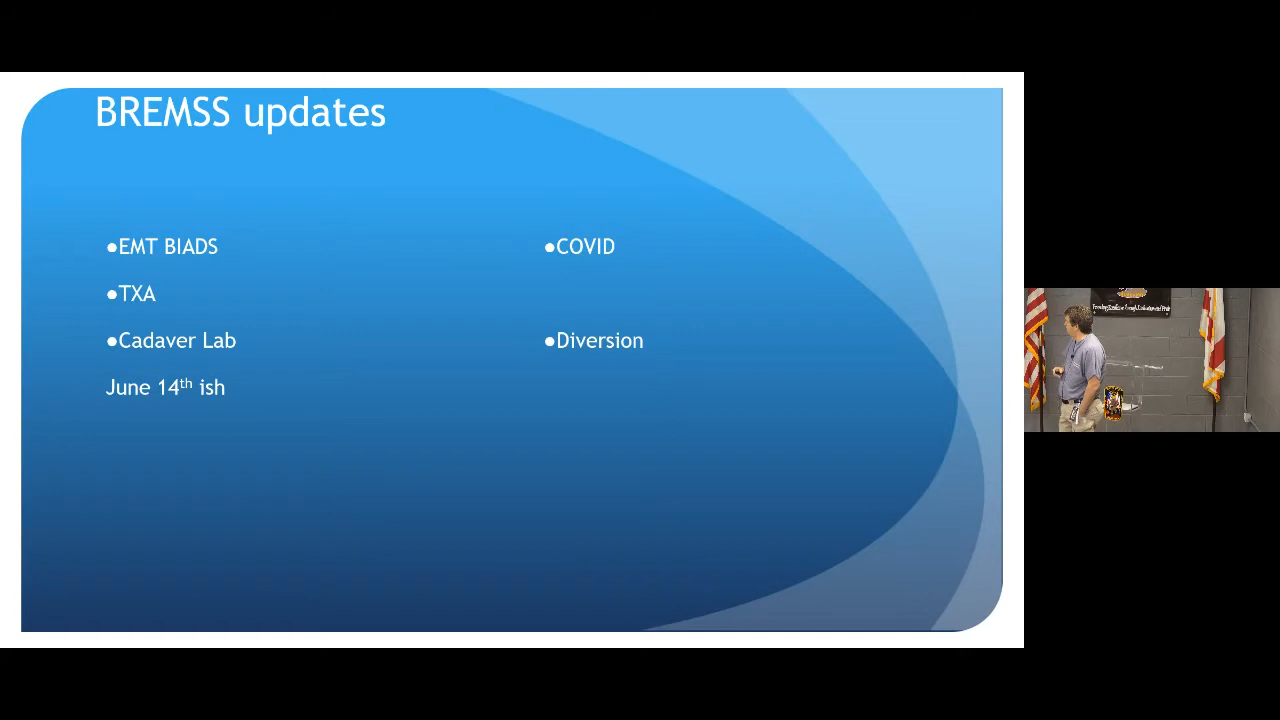 BREMSS updates
●EMT BIADS
●TXA
●Cadaver Lab
June 14th ish
●COVID
●Diversion